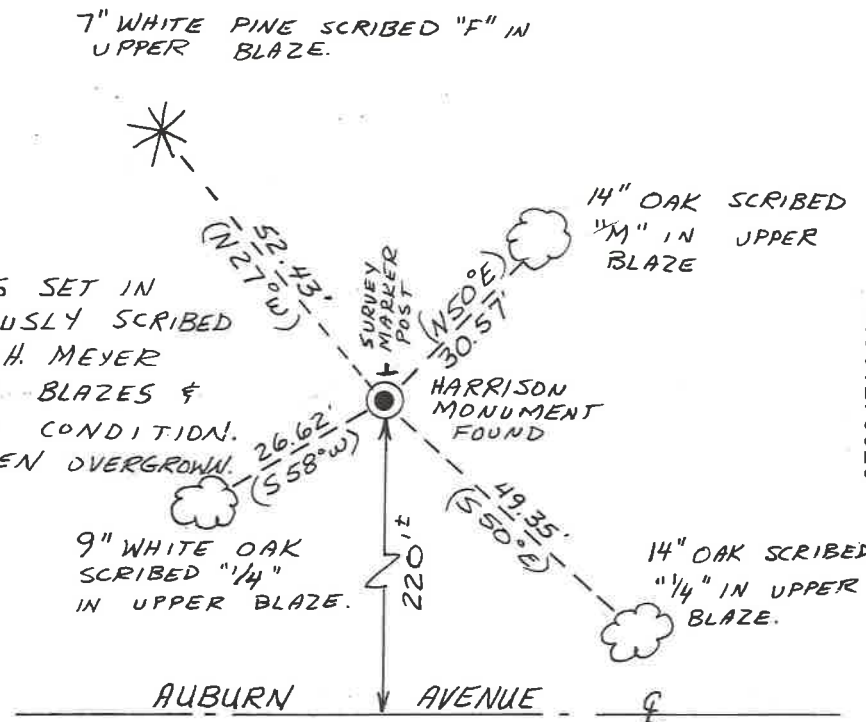 7" WHITE PINE SCRIBED "F" IN
UPPER BLAZE.
14" OAK SCRIBED
"M" IN UPPER
BLAZE
52.43'
(N27°W)
SURVEY
MARKER
POST
(N50°E)
30.57'
SET IN
SCRIBED
H. MEYER
BLAZES &
CONDITION.
OVERGROWN.
HARRISON
MONUMENT
FOUND
26.62'
(S58°W)
49.35'
(S50°E)
9" WHITE OAK
SCRIBED "1/4"
IN UPPER BLAZE.
220'±
14" OAK SCRIBED
"1/4" IN UPPER
BLAZE.
AUBURN AVENUE ℄